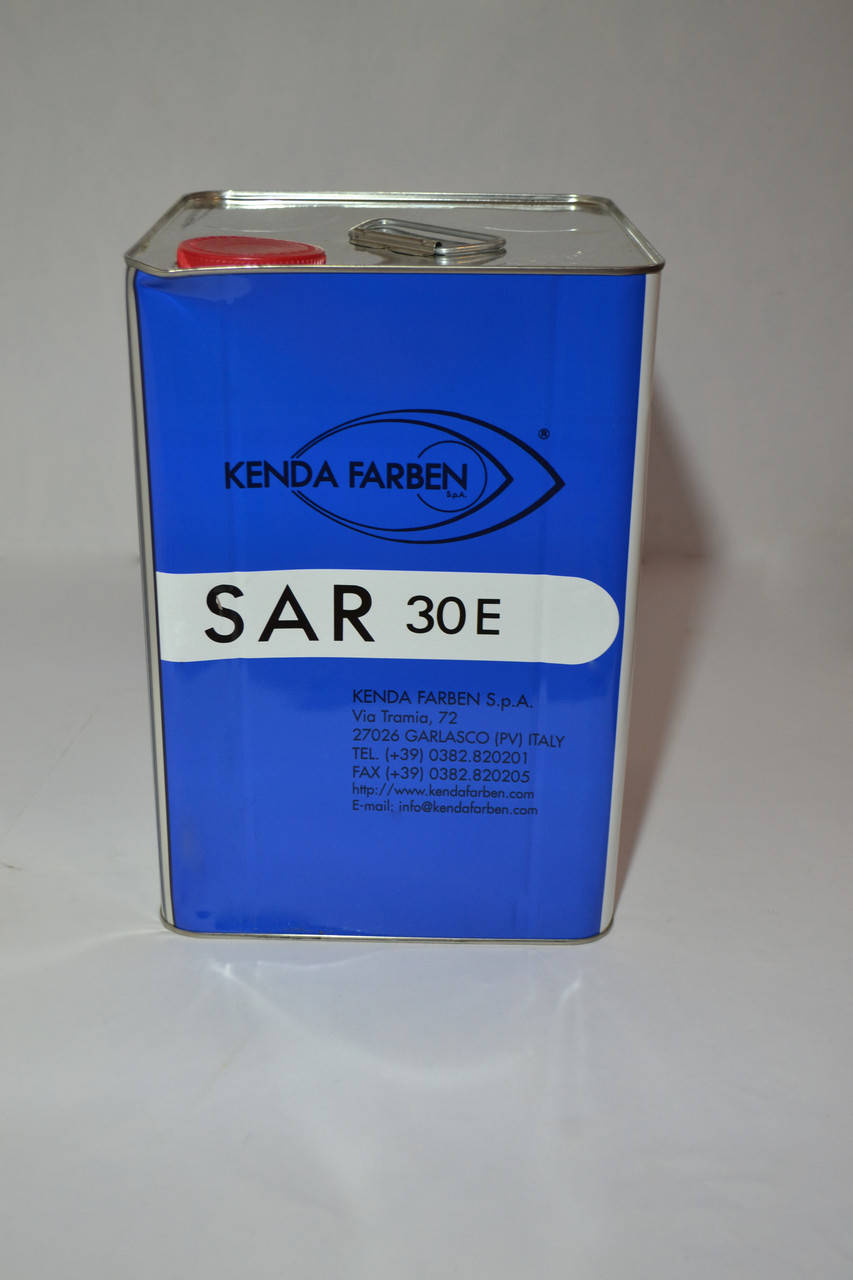 ®
KENDA FARBEN
S.p.A.
SAR 30E
KENDA FARBEN S.p.A.
Via Tramia, 72
27026 GARLASCO (PV) ITALY
TEL. (+39) 0382.820201
FAX (+39) 0382.820205
http://www.kendafarben.com
E-mail: info@kendafarben.com